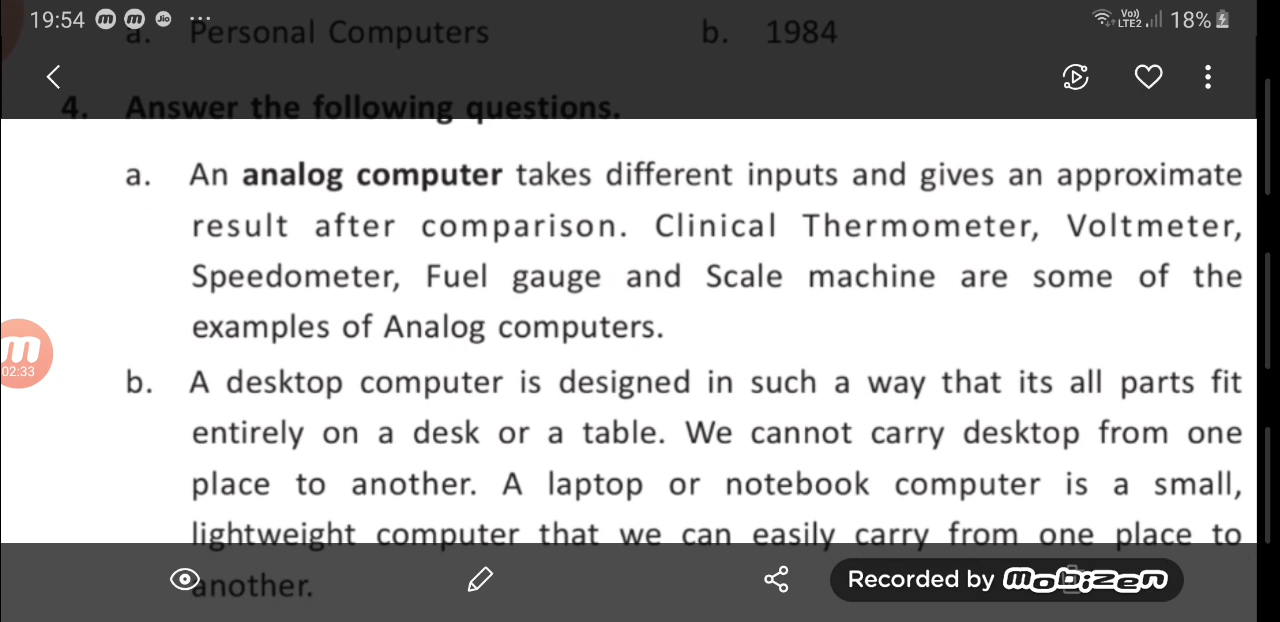 19:54 m m Jio ... Vo)) LTE2 18%
a. Personal Computers b. 1984
4. Answer the following questions.
a. An analog computer takes different inputs and gives an approximate
result after comparison. Clinical Thermometer, Voltmeter,
Speedometer, Fuel gauge and Scale machine are some of the
examples of Analog computers.
m
02:33
b. A desktop computer is designed in such a way that its all parts fit
entirely on a desk or a table. We cannot carry desktop from one
place to another. A laptop or notebook computer is a small,
lightweight computer that we can easily carry from one place to
another.
Recorded by Mobizen